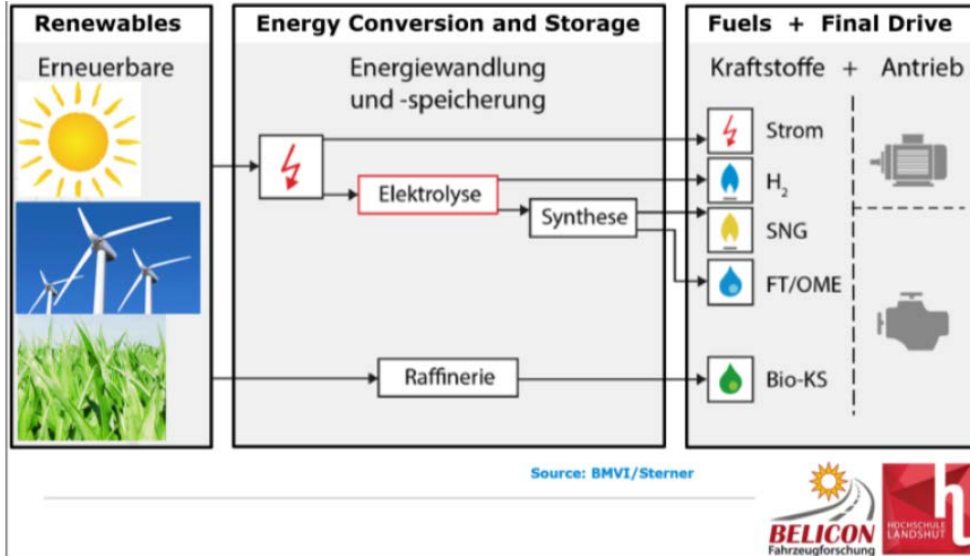 Renewables
Erneuerbare
Energy Conversion and Storage
Energiewandlung
und -speicherung
Elektrolyse
Synthese
Raffinerie
Fuels + Final Drive
Kraftstoffe + Antrieb
Strom
H₂
SNG
FT/OME
Bio-KS
Source: BMVI/Sterner
BELICON
Fahrzeugforschung
HOCHSCHULE
LANDSHUT